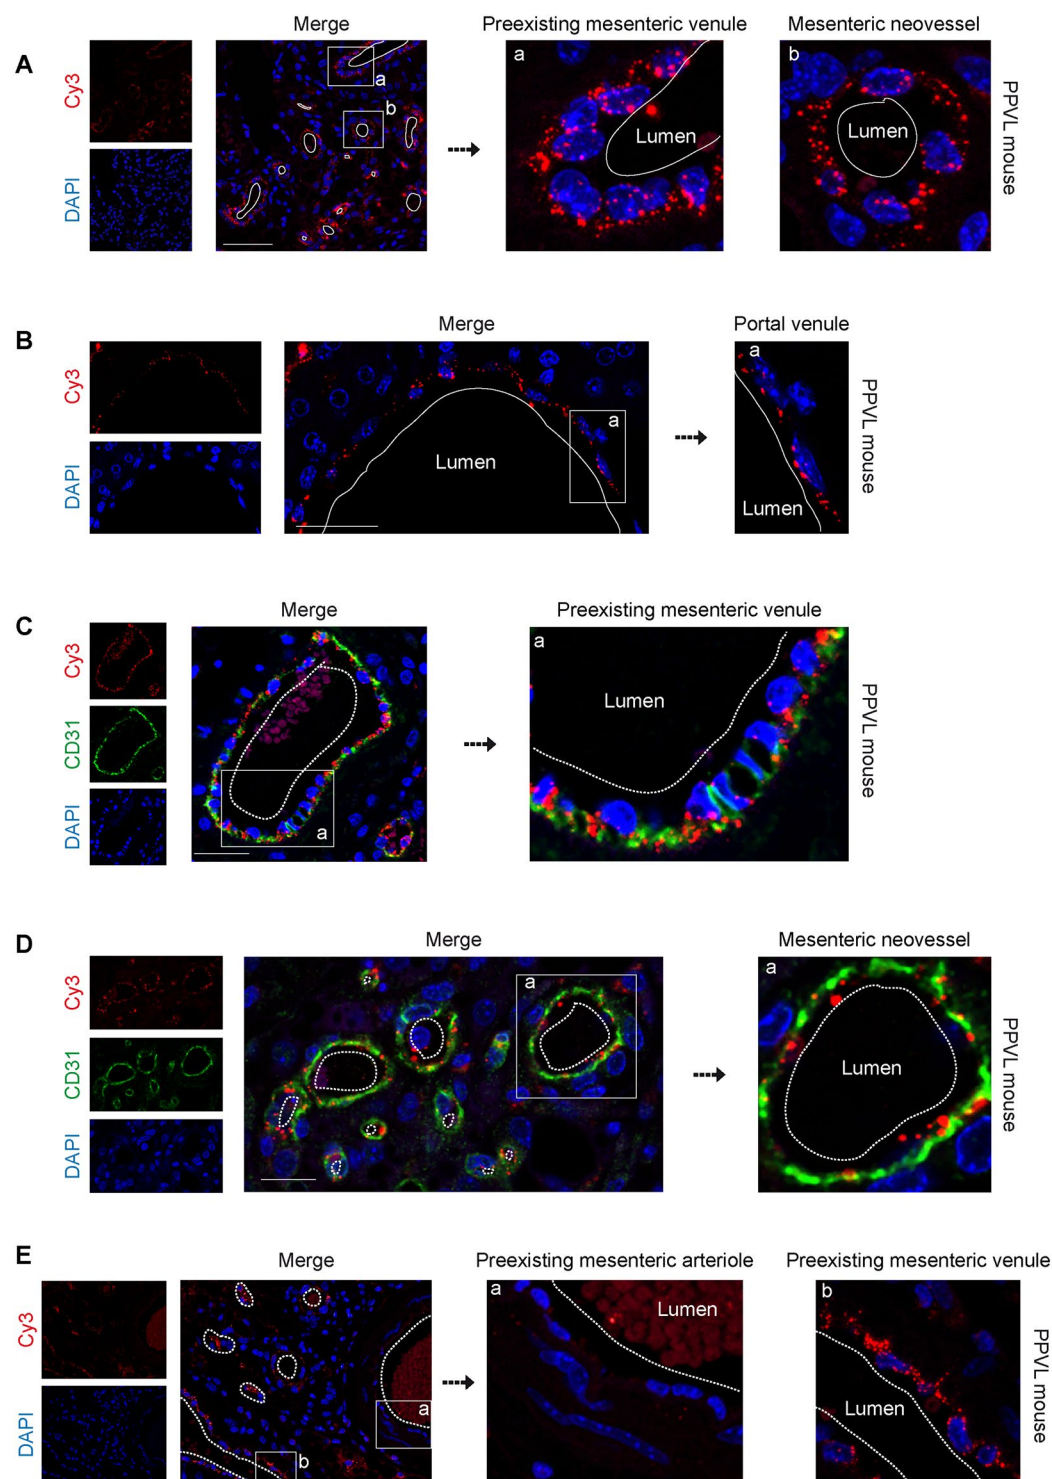 A
Cy3
DAPI
Merge
a
b
Preexisting mesenteric venule
a
Lumen
Mesenteric neovessel
b
Lumen
PPVL mouse
B
Cy3
DAPI
Merge
Lumen
a
Portal venule
a
Lumen
PPVL mouse
C
Cy3
CD31
DAPI
Merge
a
Preexisting mesenteric venule
a
Lumen
PPVL mouse
D
Cy3
CD31
DAPI
Merge
a
Mesenteric neovessel
a
Lumen
PPVL mouse
E
Cy3
DAPI
Merge
a
b
Preexisting mesenteric arteriole
a
Lumen
Preexisting mesenteric venule
b
Lumen
PPVL mouse